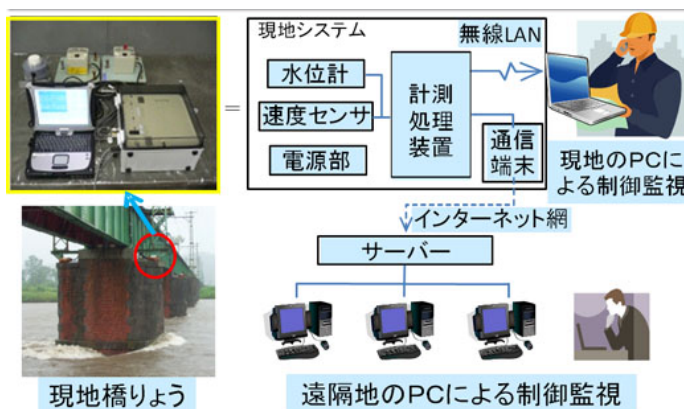 現地システム
無線LAN
水位計
速度センサ
電源部
計測
処理
装置
通信
端末
現地のPCに
よる制御監視
インターネット網
サーバー
現地橋りょう
遠隔地のPCによる制御監視